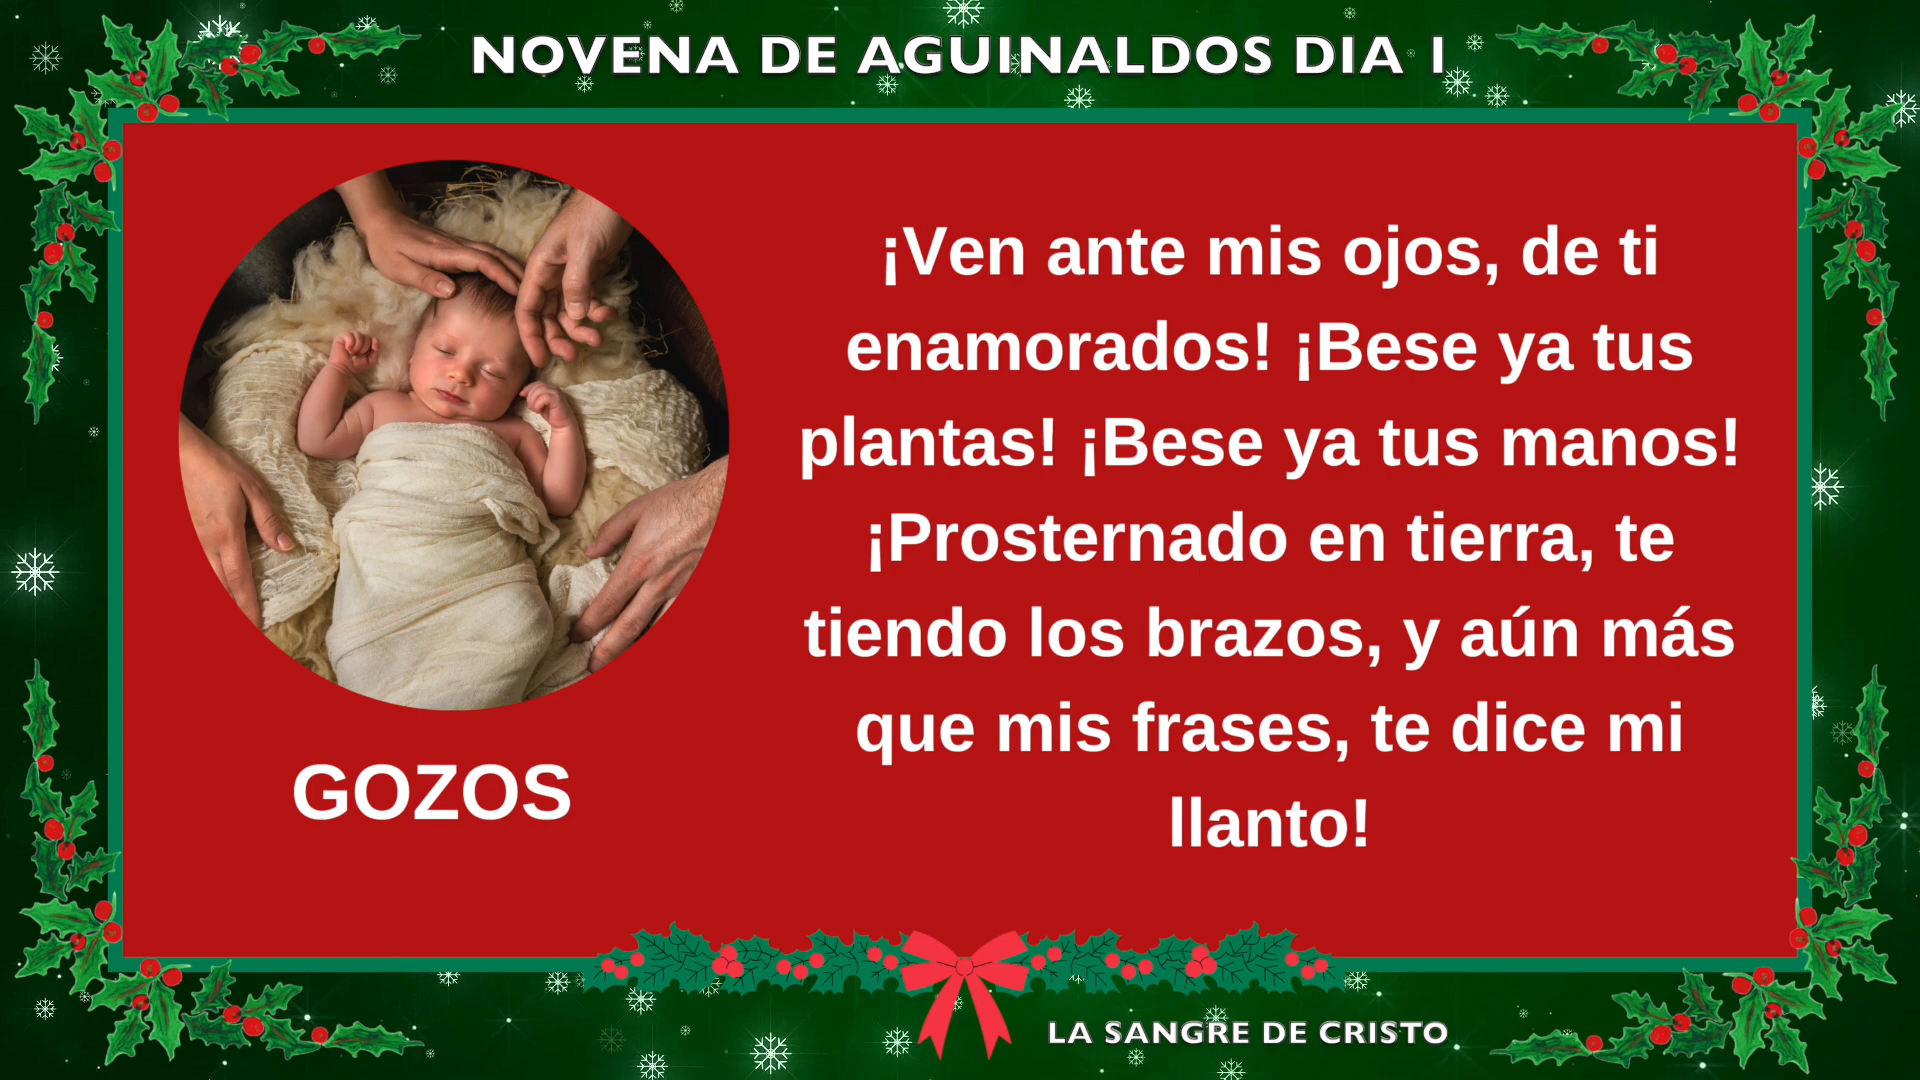 NOVENA DE AGUINALDOS DIA 1
¡Ven ante mis ojos, de ti
enamorados! ¡Bese ya tus
plantas! ¡Bese ya tus manos!
¡Prosternado en tierra, te
tiendo los brazos, y aún más
que mis frases, te dice mi
llanto!
GOZOS
LA SANGRE DE CRISTO